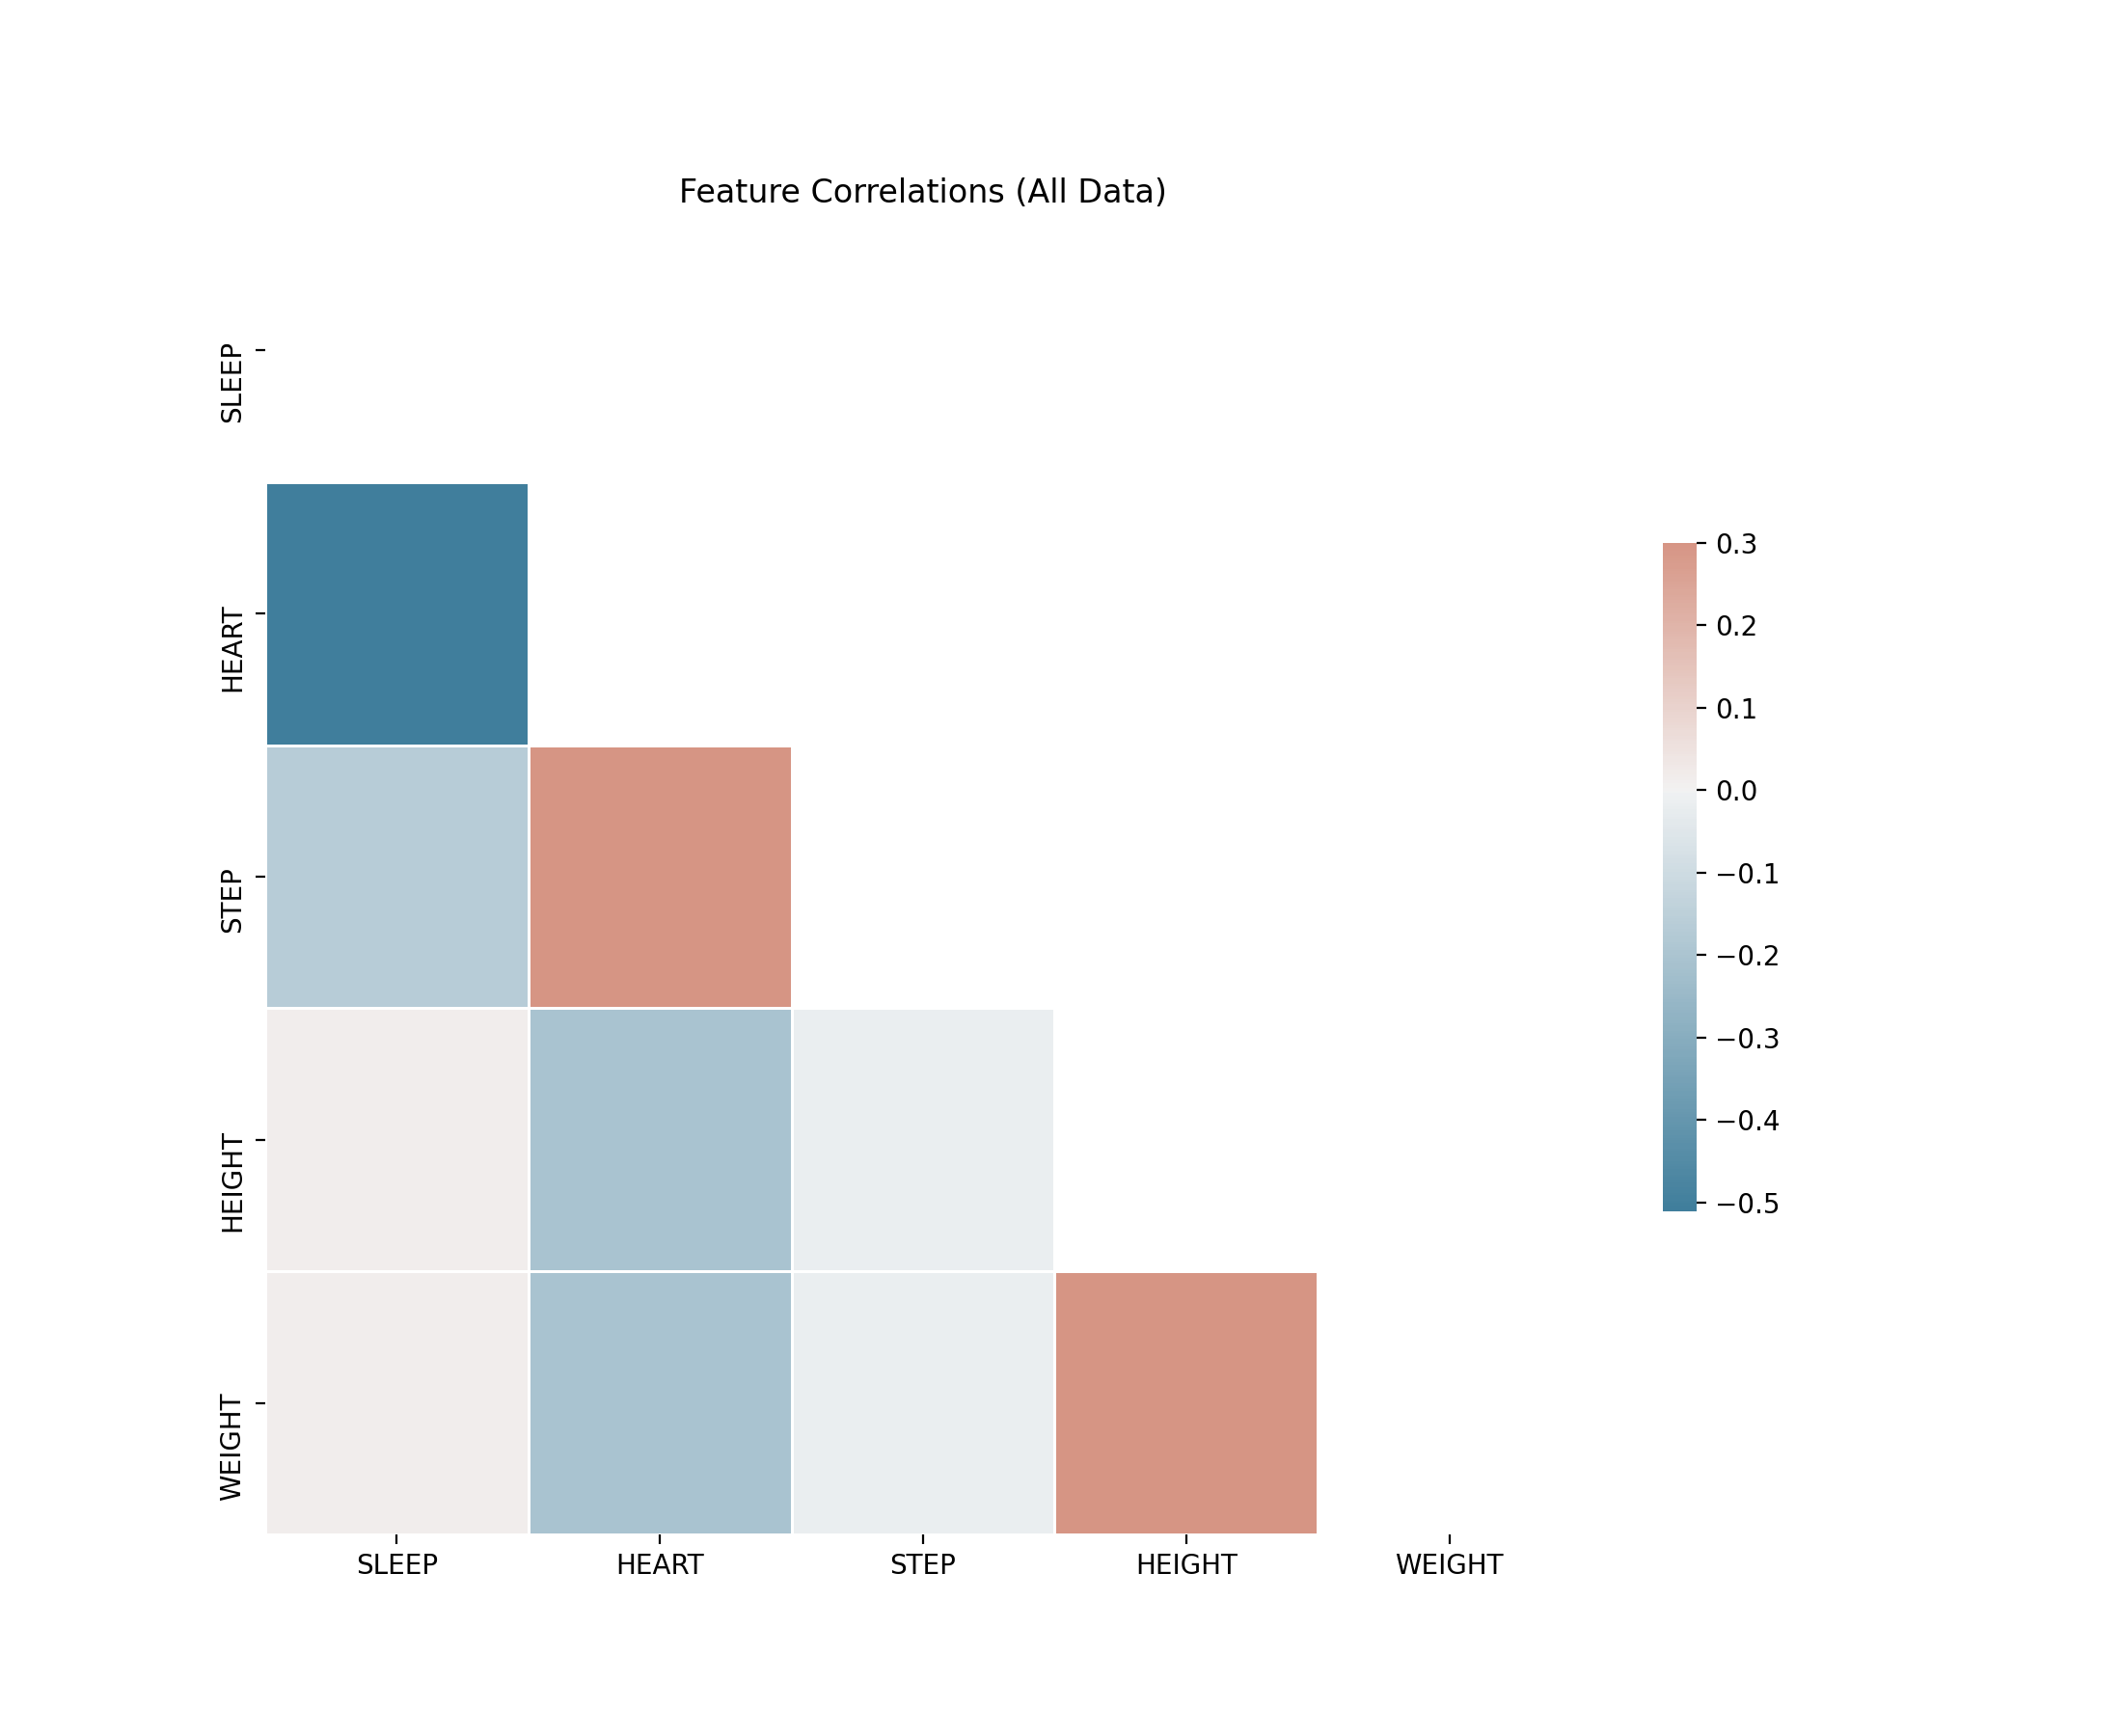 Feature Correlations (All Data)
SLEEP
HEART
STEP
HEIGHT
WEIGHT
SLEEP HEART STEP HEIGHT WEIGHT
0.3
0.2
0.1
0.0
−0.1
−0.2
−0.3
−0.4
−0.5